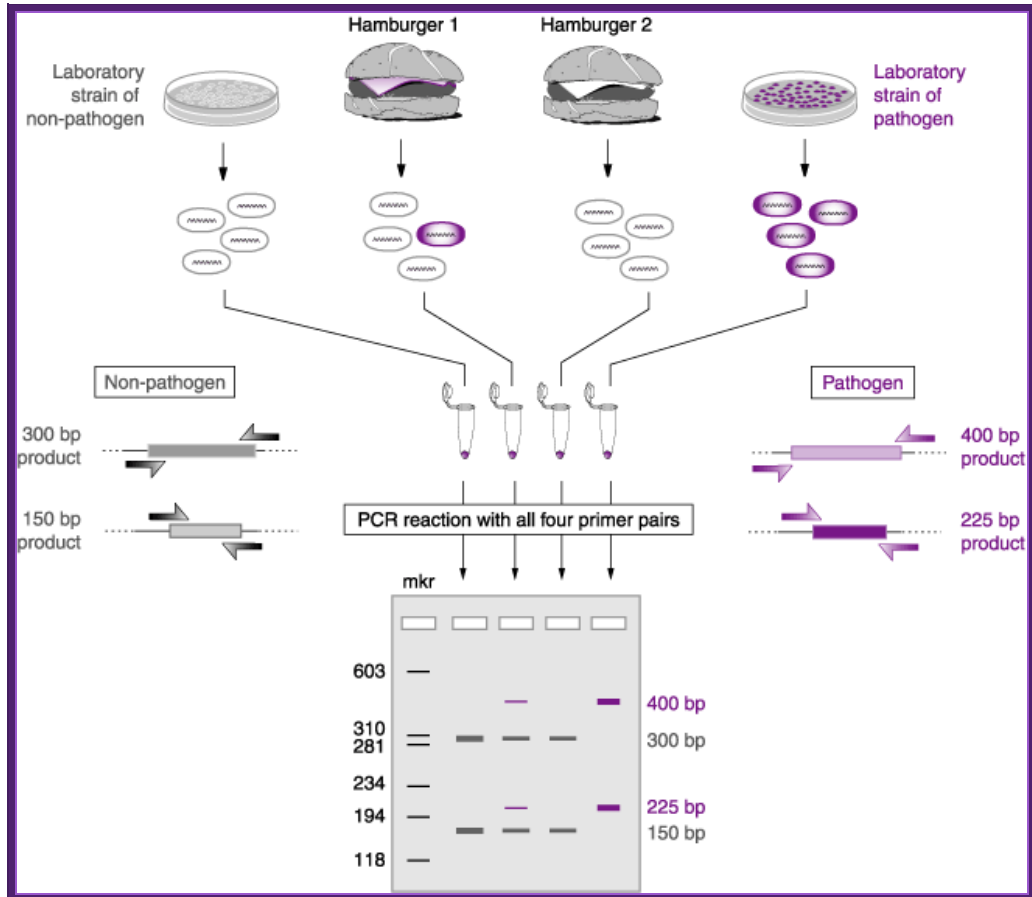 Hamburger 1
Hamburger 2
Laboratory
strain of
non-pathogen
Laboratory
strain of
pathogen
Non-pathogen
Pathogen
300 bp
product
400 bp
product
150 bp
product
225 bp
product
PCR reaction with all four primer pairs
mkr
603
400 bp
310
300 bp
281
234
225 bp
194
150 bp
118